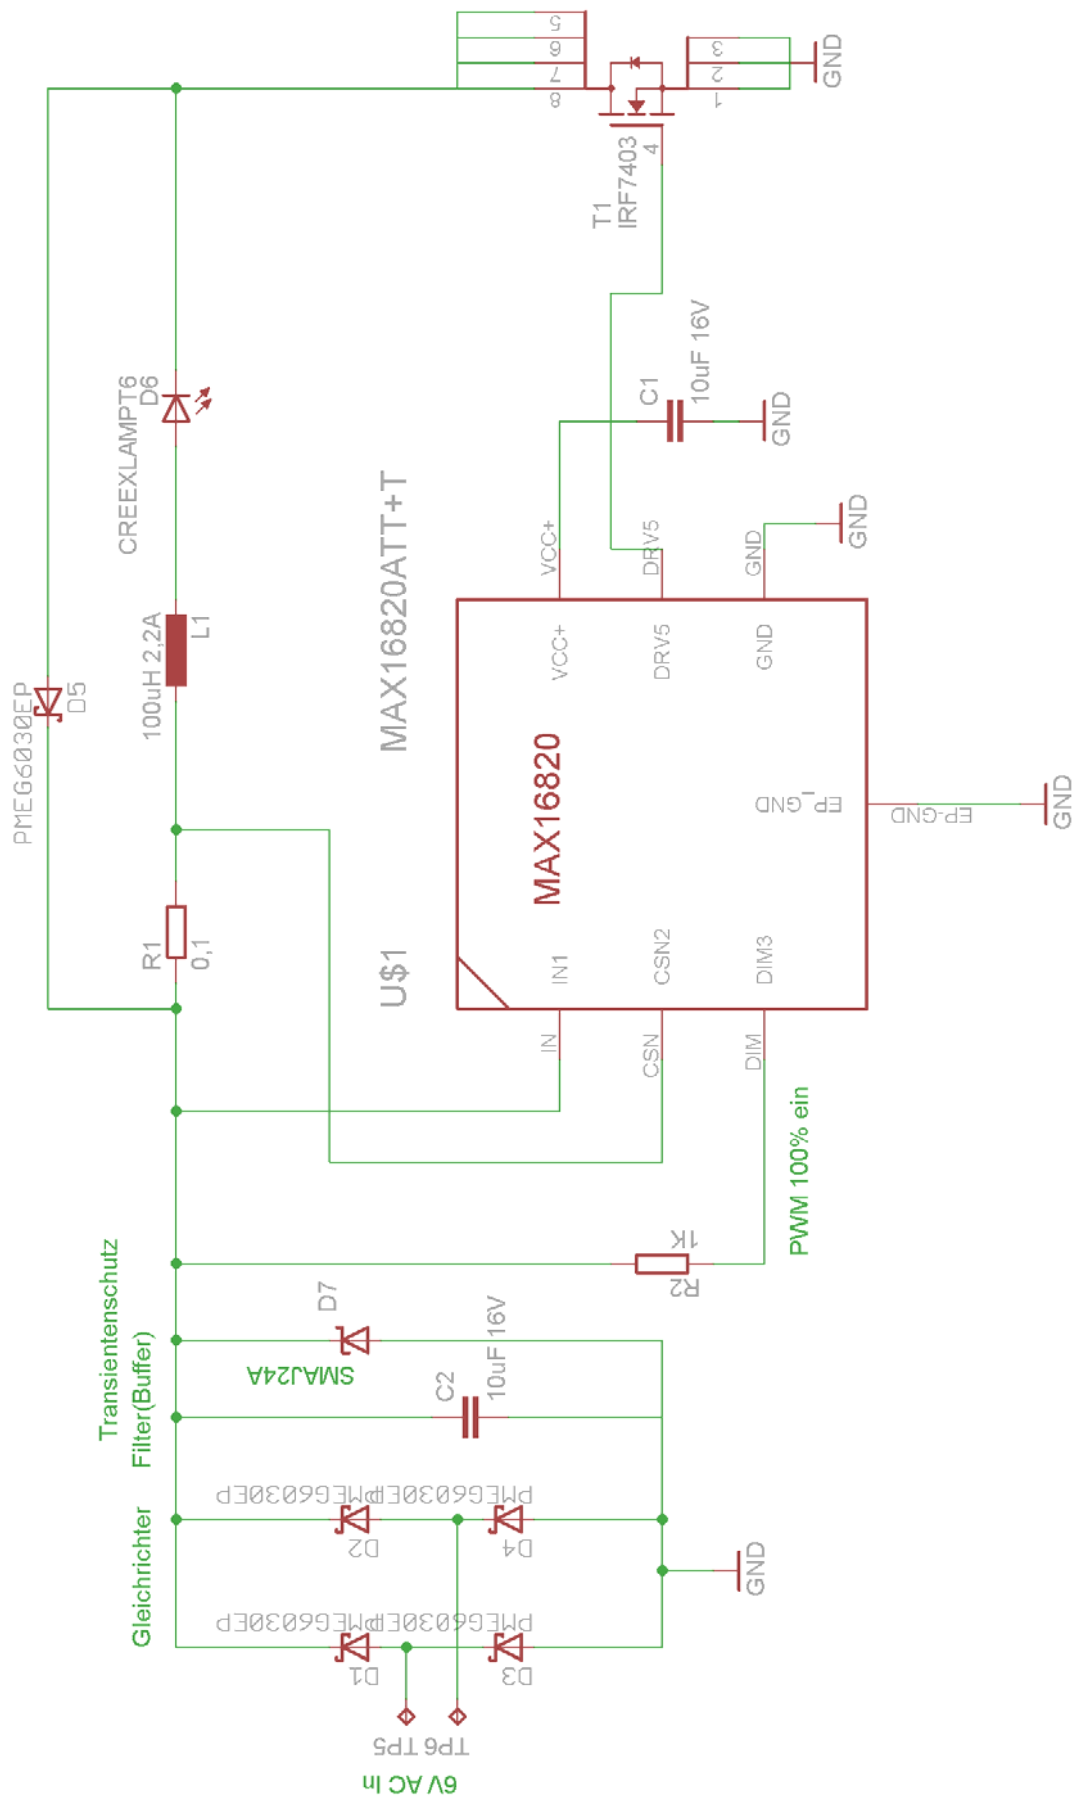 5
6
7
8
3
2
1
GND
4
T1
IRF7403
CREEXLAMPT6
D6
C1
10uF 16V
GND
MAX16820ATT+T
VCC+
DRV5
GND
GND
100uH 2,2A
L1
PMEG6030EP
D5
VCC+
DRV5
GND
MAX16820
EP_GND
EP-GND
GND
R1
0,1
U$1
IN1
CSN2
DIM3
IN
CSN
DIM
PWM 100% ein
R2
1K
Transientenschutz
Filter(Buffer)
D7
SMAJ24A
C2
10uF 16V
Gleichrichter
PMEG6030EP
PMEG6030EP
D2
D4
GND
PMEG6030EP
PMEG6030EP
D1
D3
TP5
TP6
6V AC In